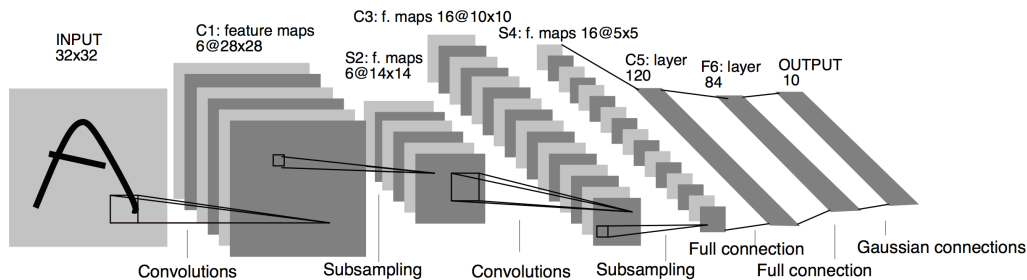 INPUT
32x32
C1: feature maps
6@28x28
S2: f. maps
6@14x14
C3: f. maps 16@10x10
S4: f. maps 16@5x5
C5: layer
120
F6: layer
84
OUTPUT
10
Convolutions
Subsampling
Convolutions
Subsampling
Full connection
Full connection
Gaussian connections